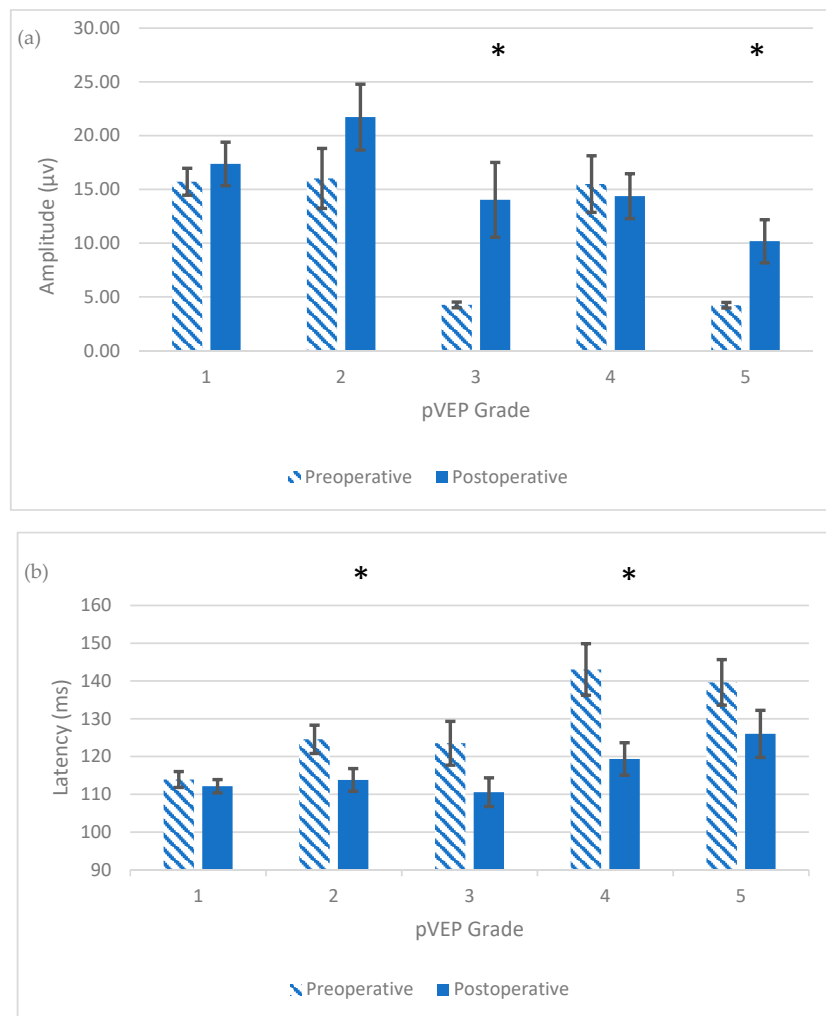 (a)
* *
30.00
25.00
20.00
15.00
10.00
5.00
0.00
Amplitude (μv)
1 2 3 4 5
pVEP Grade
Preoperative Postoperative
(b)
* *
160
150
140
130
120
110
100
90
Latency (ms)
1 2 3 4 5
pVEP Grade
Preoperative Postoperative